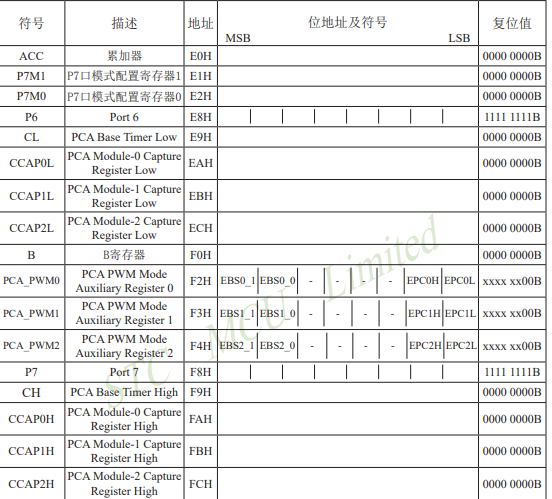 符号 描述 地址 位地址及符号 复位值
MSB LSB
ACC 累加器 E0H 0000 0000B
P7M1 P7口模式配置寄存器1 E1H 0000 0000B
P7M0 P7口模式配置寄存器0 E2H 0000 0000B
P6 Port 6 E8H 1111 1111B
CL PCA Base Timer Low E9H 0000 0000B
CCAP0L PCA Module-0 Capture Register Low EAH 0000 0000B
CCAP1L PCA Module-1 Capture Register Low EBH 0000 0000B
CCAP2L PCA Module-2 Capture Register Low ECH 0000 0000B
B B寄存器 F0H 0000 0000B
PCA_PWM0 PCA PWM Mode Auxiliary Register 0 F2H EBS0_1 EBS0_0 - - - - EPC0H EPC0L xxxx xx00B
PCA_PWM1 PCA PWM Mode Auxiliary Register 1 F3H EBS1_1 EBS1_0 - - - - EPC1H EPC1L xxxx xx00B
PCA_PWM2 PCA PWM Mode Auxiliary Register 2 F4H EBS2_1 EBS2_0 - - - - EPC2H EPC2L xxxx xx00B
P7 Port 7 F8H 1111 1111B
CH PCA Base Timer High F9H 0000 0000B
CCAP0H PCA Module-0 Capture Register High FAH 0000 0000B
CCAP1H PCA Module-1 Capture Register High FBH 0000 0000B
CCAP2H PCA Module-2 Capture Register High FCH 0000 0000B
STC MCU Limited